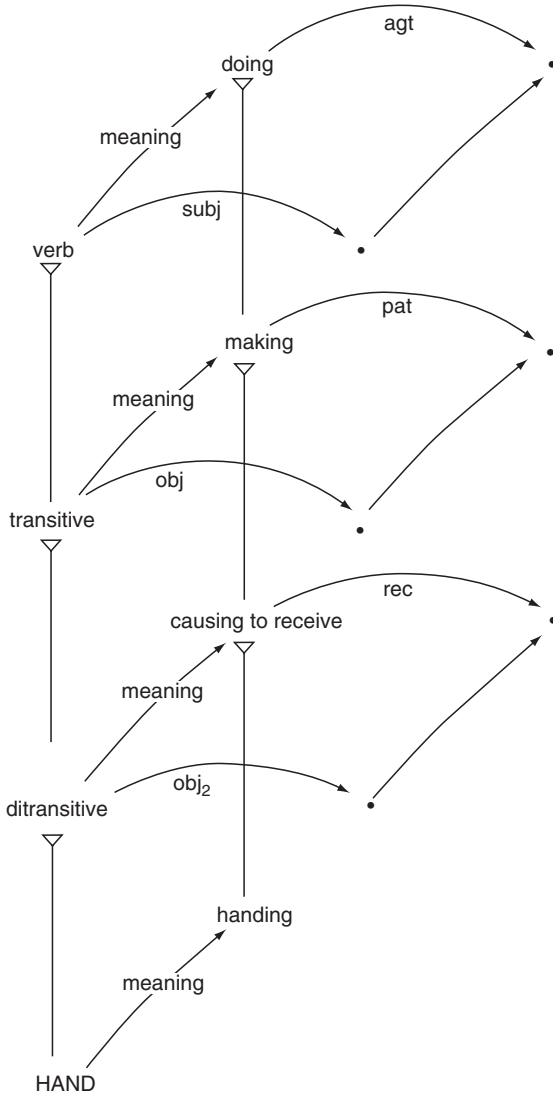 agt
doing
meaning
subj
verb
pat
making
meaning
obj
transitive
rec
causing to receive
meaning
obj₂
ditransitive
handing
meaning
HAND